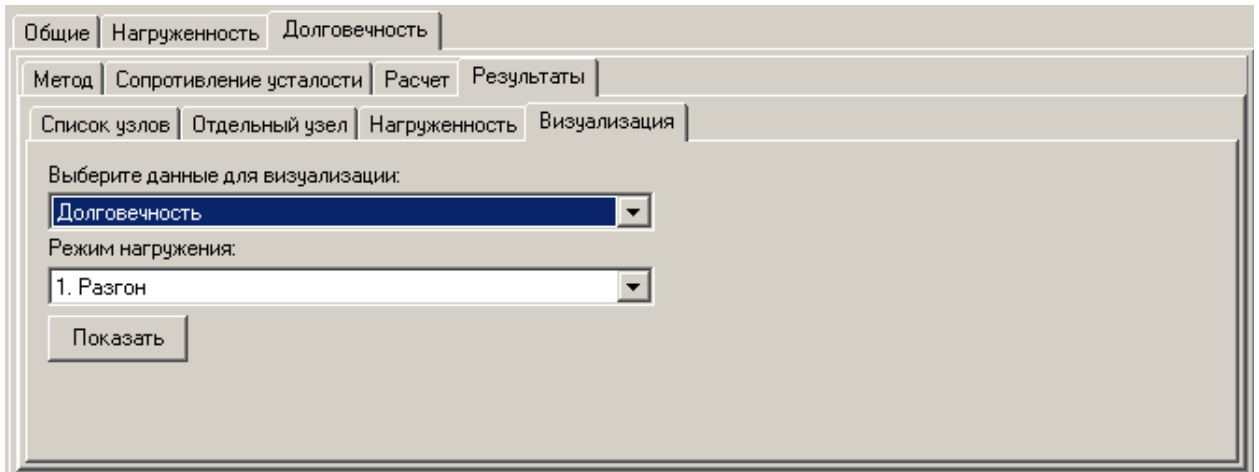 Общие Нагруженность Долговечность
Метод Сопротивление усталости Расчет Результаты
Список узлов Отдельный узел Нагруженность Визуализация
Выберите данные для визуализации:
Долговечность
Режим нагружения:
1. Разгон
Показать